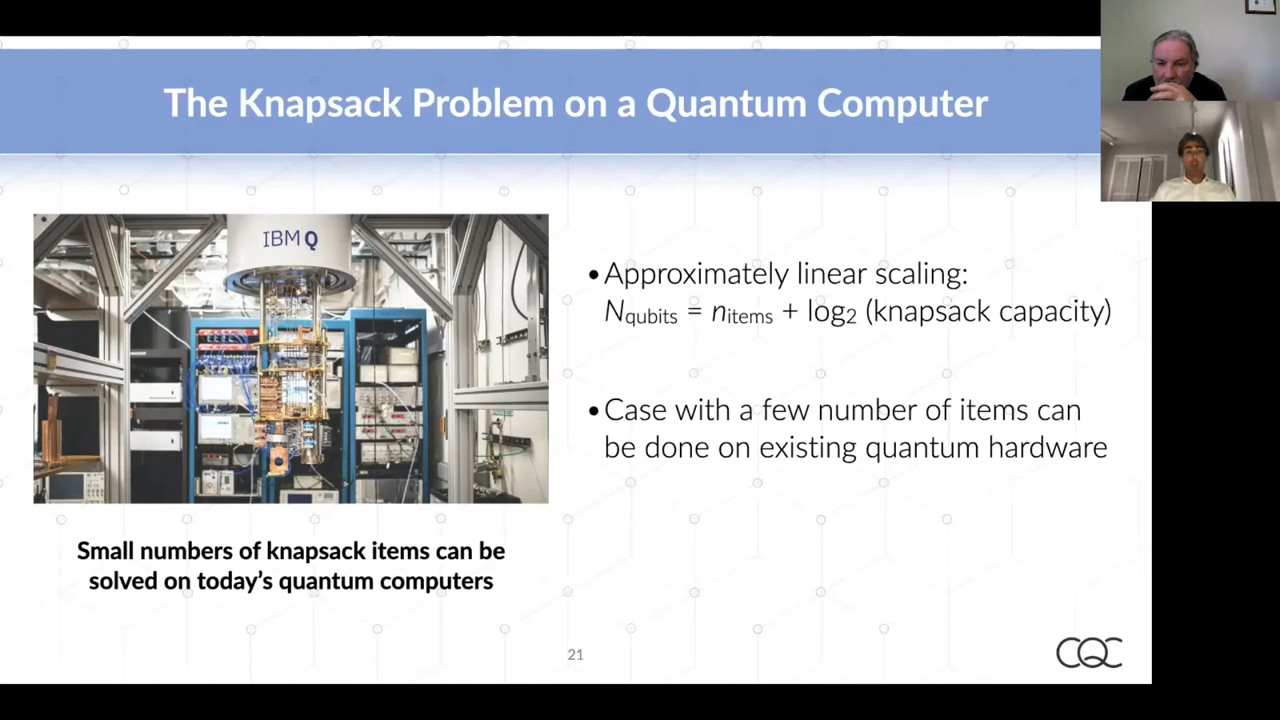 The Knapsack Problem on a Quantum Computer
IBM Q
• Approximately linear scaling:
Nqubits = nitems + log2 (knapsack capacity)
• Case with a few number of items can
be done on existing quantum hardware
Small numbers of knapsack items can be
solved on today's quantum computers
21
CQC